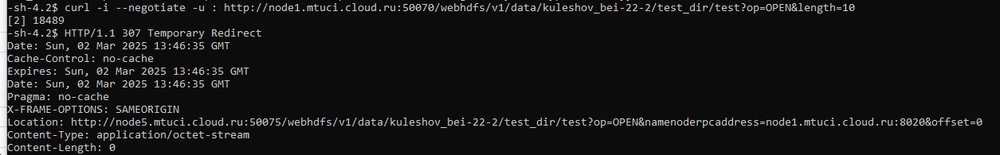 -sh-4.2$ curl -i --negotiate -u : http://node1.mtuci.cloud.ru:50070/webhdfs/v1/data/kuleshov_bei-22-2/test_dir/test?op=OPEN&length=10
[2] 18489
-sh-4.2$ HTTP/1.1 307 Temporary Redirect
Date: Sun, 02 Mar 2025 13:46:35 GMT
Cache-Control: no-cache
Expires: Sun, 02 Mar 2025 13:46:35 GMT
Date: Sun, 02 Mar 2025 13:46:35 GMT
Pragma: no-cache
X-FRAME-OPTIONS: SAMEORIGIN
Location: http://node5.mtuci.cloud.ru:50075/webhdfs/v1/data/kuleshov_bei-22-2/test_dir/test?op=OPEN&namenoderpcaddress=node1.mtuci.cloud.ru:8020&offset=0
Content-Type: application/octet-stream
Content-Length: 0